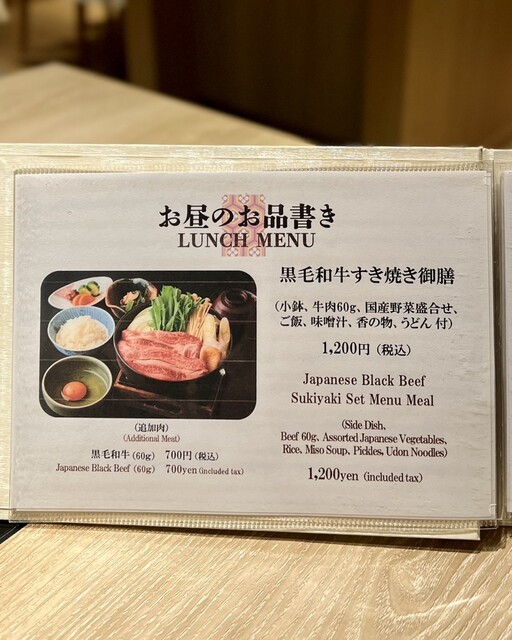 お昼のお品書き
LUNCH MENU
黒毛和牛すき焼き御膳
(小鉢、牛肉60g、国産野菜盛合せ、
ご飯、味噌汁、香の物、うどん 付)
1,200円 (税込)
Japanese Black Beef
Sukiyaki Set Menu Meal
(Side Dish.
Beef 60g、Assorted Japanese Vegetables、
Rice、Miso Soup、Pickles、Udon Noodles)
1,200yen (included tax)
(追加肉)
(Additional Meat)
黒毛和牛 (60g) 700円 (税込)
Japanese Black Beef (60g) 700yen (included tax)